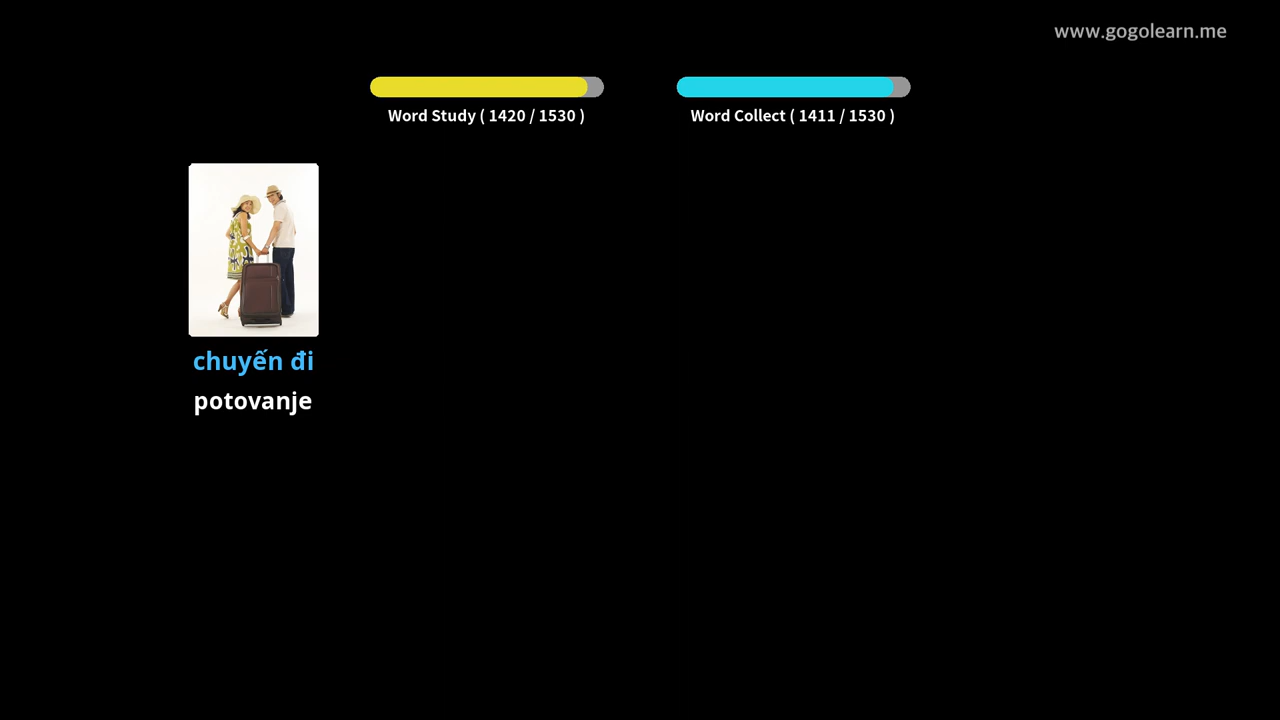 www.gogolearn.me
Word Study ( 1420 / 1530 )
Word Collect ( 1411 / 1530 )
chuyến đi
potovanje